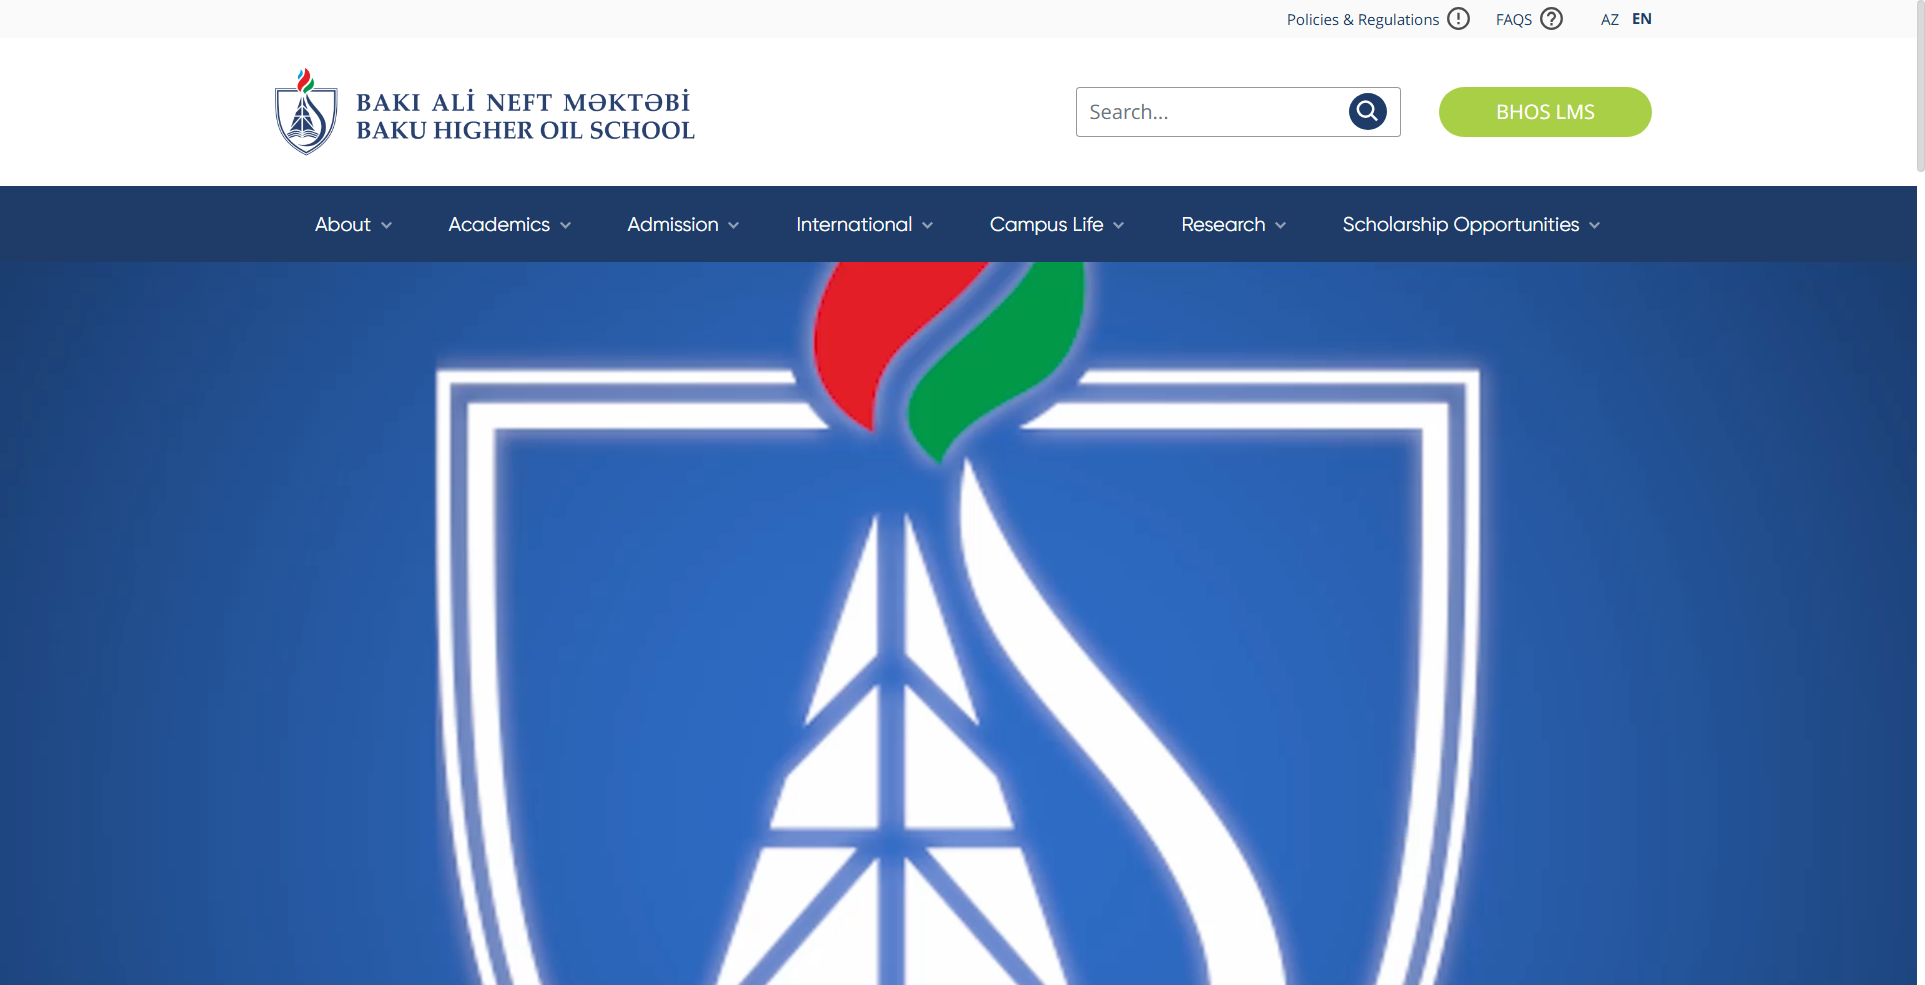 Policies & Regulations FAQS AZ EN
BAKI ALİ NEFT MƏKTƏBİ
BAKU HIGHER OIL SCHOOL
Search...
BHOS LMS
About Academics Admission International Campus Life Research Scholarship Opportunities